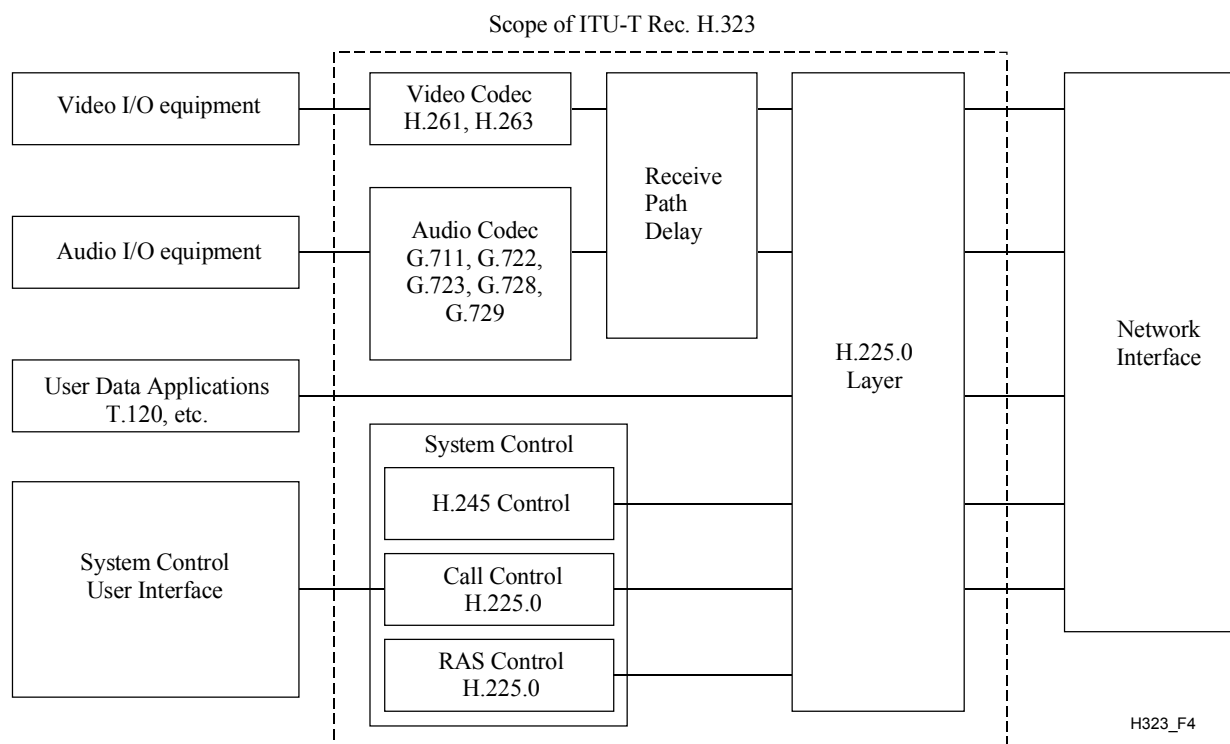 Scope of ITU-T Rec. H.323
Video I/O equipment
Video Codec
H.261, H.263
Receive
Path
Delay
Audio I/O equipment
Audio Codec
G.711, G.722,
G.723, G.728,
G.729
H.225.0
Layer
Network
Interface
User Data Applications
T.120, etc.
System Control
H.245 Control
System Control
User Interface
Call Control
H.225.0
RAS Control
H.225.0
H323_F4